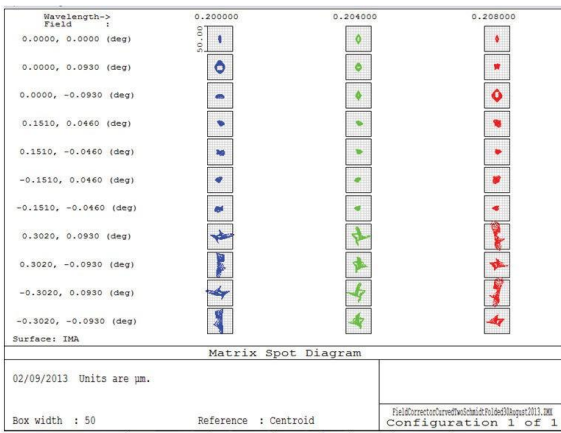 Wavelength-> 0.200000 0.204000 0.208000
Field :
50.00
0.0000, 0.0000 (deg)
0.0000, 0.0930 (deg)
0.0000, -0.0930 (deg)
0.1510, 0.0460 (deg)
0.1510, -0.0460 (deg)
-0.1510, 0.0460 (deg)
-0.1510, -0.0460 (deg)
0.3020, 0.0930 (deg)
0.3020, -0.0930 (deg)
-0.3020, 0.0930 (deg)
-0.3020, -0.0930 (deg)
Surface: IMA
Matrix Spot Diagram
02/09/2013 Units are µm.
Box width : 50 Reference : Centroid
FieldCorrectorCurvedTwoSchmidtFolded30August2013.ZMX
Configuration 1 of 1